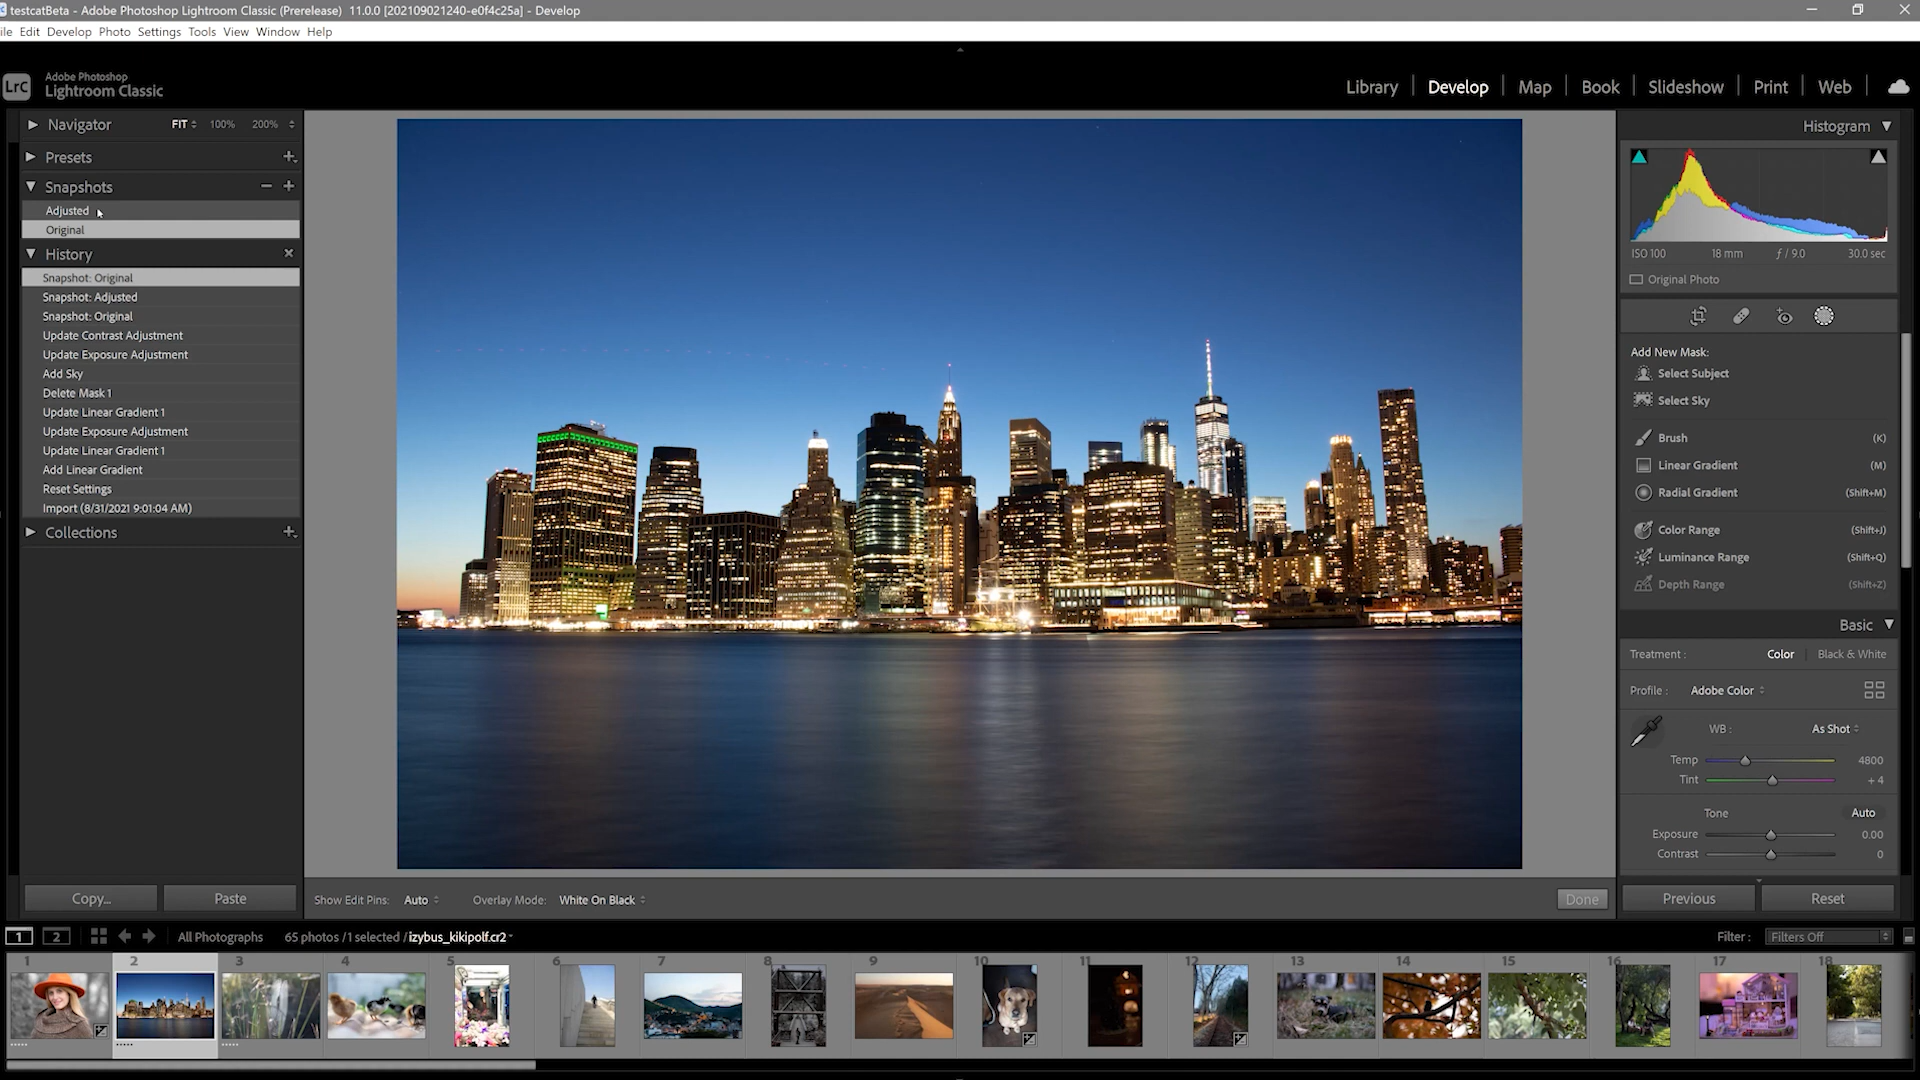 testcatBeta - Adobe Photoshop Lightroom Classic (Prerelease) 11.0.0 [202109021240-e0f4c25a] - Develop
ile Edit Develop Photo Settings Tools View Window Help
LrC
Adobe Photoshop
Lightroom Classic
Library Develop Map Book Slideshow Print Web
Navigator FIT 100% 200%
Presets
Snapshots
Adjusted
Original
History
Snapshot: Original
Snapshot: Adjusted
Snapshot: Original
Update Contrast Adjustment
Update Exposure Adjustment
Add Sky
Delete Mask 1
Update Linear Gradient 1
Update Exposure Adjustment
Update Linear Gradient 1
Add Linear Gradient
Reset Settings
Import (8/31/2021 9:01:04 AM)
Collections
Copy... Paste
Histogram
ISO 100 18 mm ƒ / 9.0 30.0 sec
Original Photo
Add New Mask:
Select Subject
Select Sky
Brush (K)
Linear Gradient (M)
Radial Gradient (Shift+M)
Color Range (Shift+J)
Luminance Range (Shift+Q)
Depth Range (Shift+Z)
Basic
Treatment : Color Black & White
Profile : Adobe Color
WB : As Shot
Temp 4800
Tint + 4
Tone Auto
Exposure 0.00
Contrast 0
Previous Reset
Show Edit Pins: Auto Overlay Mode: White On Black Done
1 2 All Photographs 65 photos /1 selected /izybus_kikipolf.cr2 Filter : Filters Off
1 2 3 4 5 6 7 8 9 10 11 12 13 14 15 16 17 18